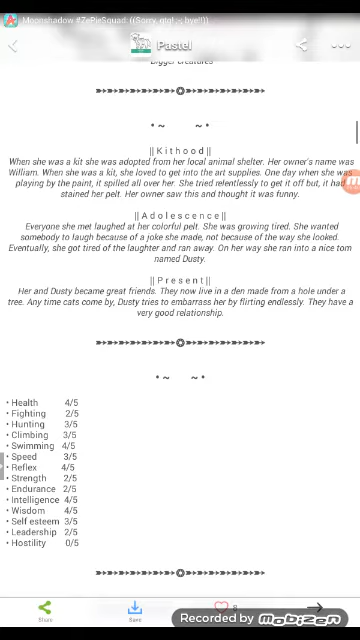 Moonshadow #ZePieSquad: ((Sorry, gtg! ;-; bye!!))
Pastel
Bigger creatures
• ~ ~ •
|| K i t h o o d ||
When she was a kit she was adopted from her local animal shelter. Her owner's name was
William. When she was a kit, she loved to get into the art supplies. One day when she was
playing by the paint, it spilled all over her. She tried relentlessly to get it off but, it had
stained her pelt. Her owner saw this and thought it was funny.
|| A d o l e s c e n c e ||
Everyone she met laughed at her colorful pelt. She was growing tired. She wanted
somebody to laugh because of a joke she made, not because of the way she looked.
Eventually, she got tired of the laughter and ran away. On her way she ran into a nice tom
named Dusty.
|| P r e s e n t ||
Her and Dusty became great friends. They now live in a den made from a hole under a
tree. Any time cats come by, Dusty tries to embarrass her by flirting endlessly. They have a
very good relationship.
• ~ ~ •
• Health 4/5
• Fighting 2/5
• Hunting 3/5
• Climbing 3/5
• Swimming 4/5
• Speed 3/5
• Reflex 4/5
• Strength 2/5
• Endurance 2/5
• Intelligence 4/5
• Wisdom 4/5
• Self esteem 3/5
• Leadership 2/5
• Hostility 0/5
Share
Save
8
Recorded by Mobizen